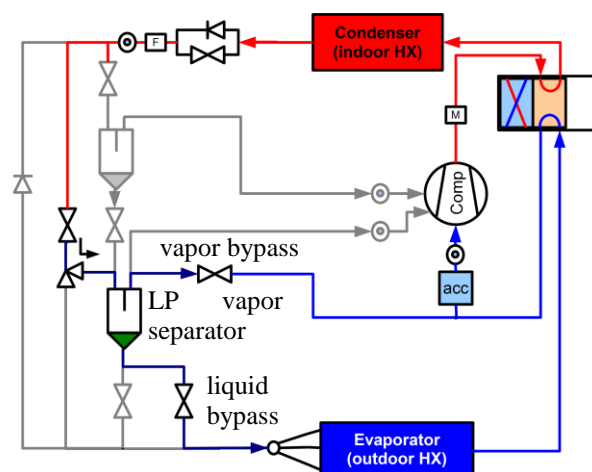 Condenser
(indoor HX)
F
M
Comp
vapor bypass
LP
separator
vapor
acc
liquid
bypass
Evaporator
(outdoor HX)